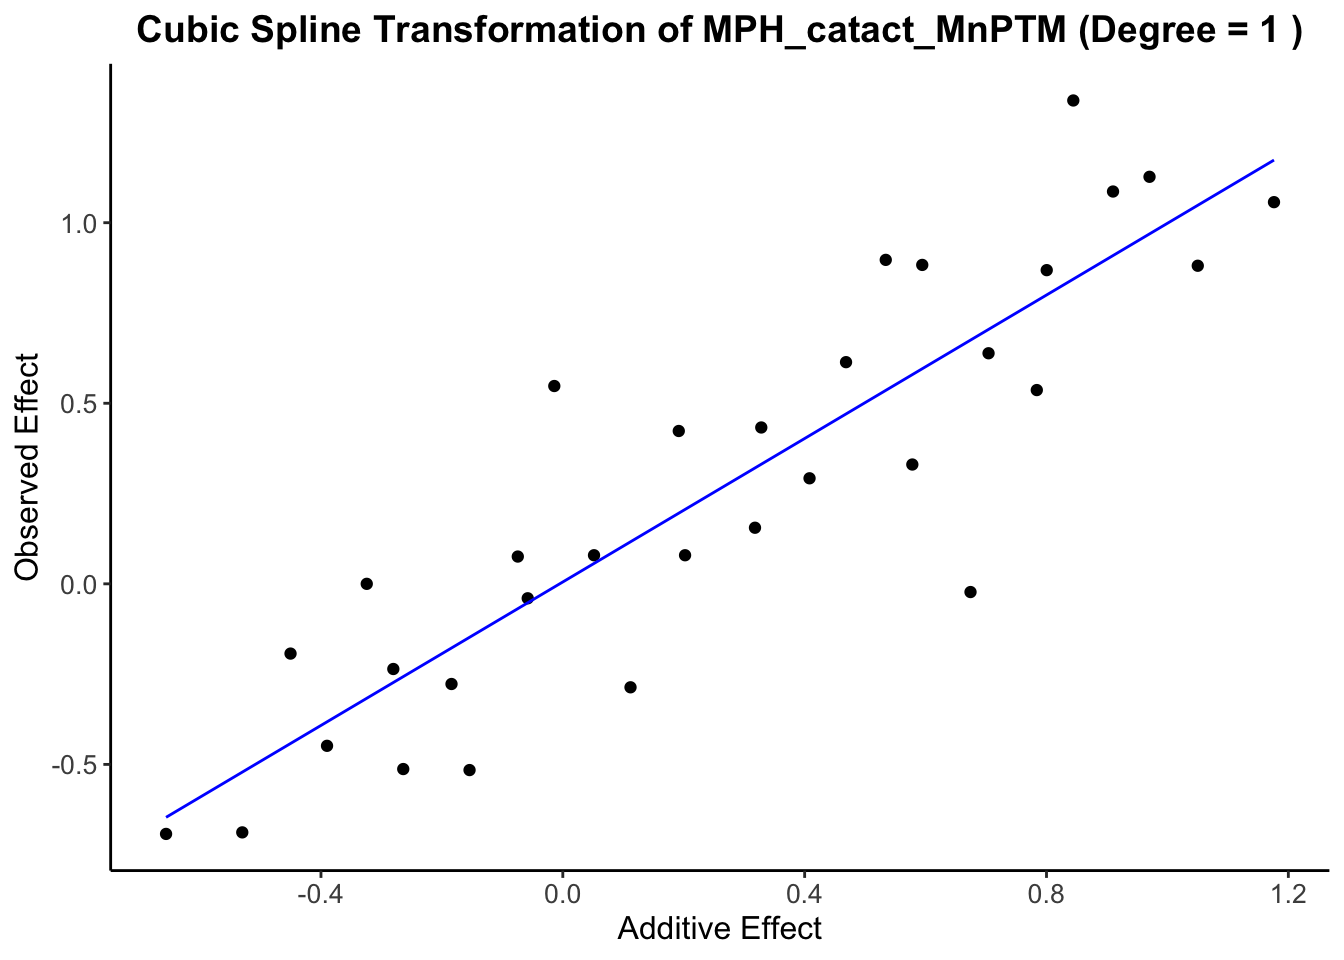 Cubic Spline Transformation of MPH_catact_MnPTM (Degree = 1 )
1.0
0.5
0.0
-0.5
Observed Effect
-0.4 0.0 0.4 0.8 1.2
Additive Effect